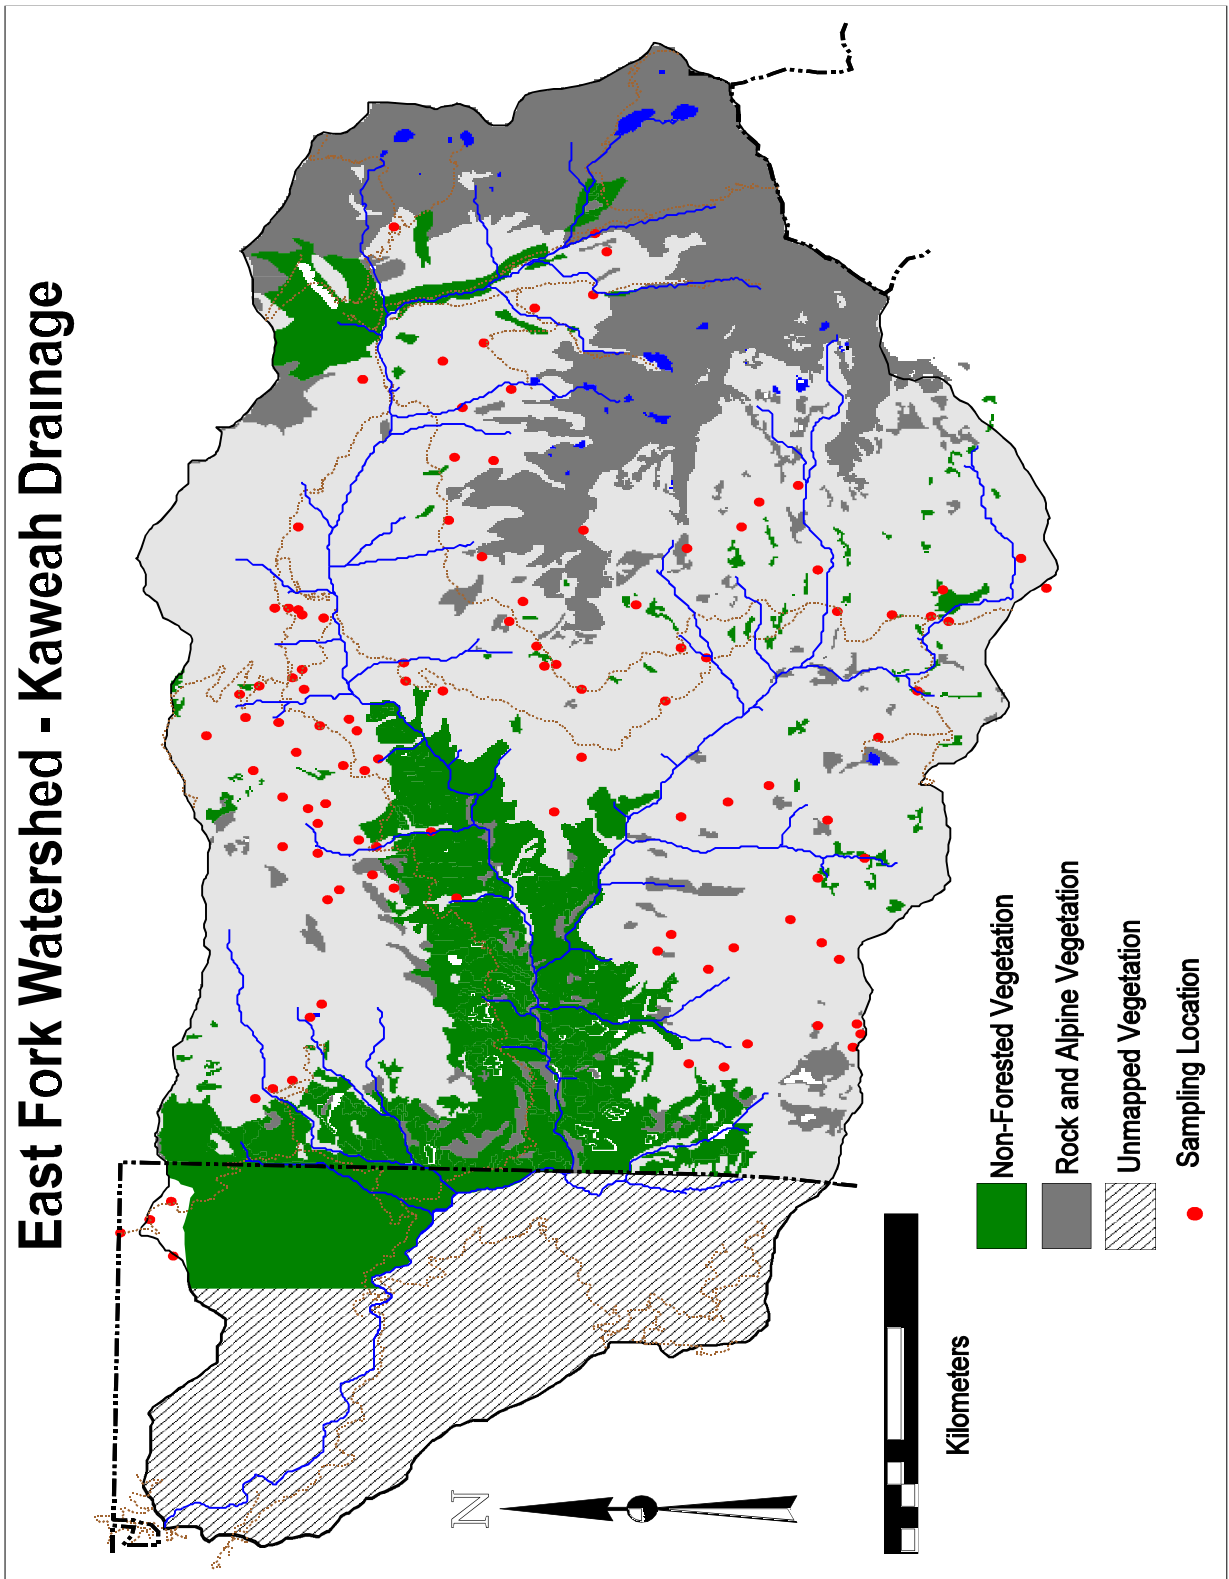 East Fork Watershed - Kaweah Drainage
Non-Forested Vegetation
Rock and Alpine Vegetation
Unmapped Vegetation
Sampling Location
Kilometers
N